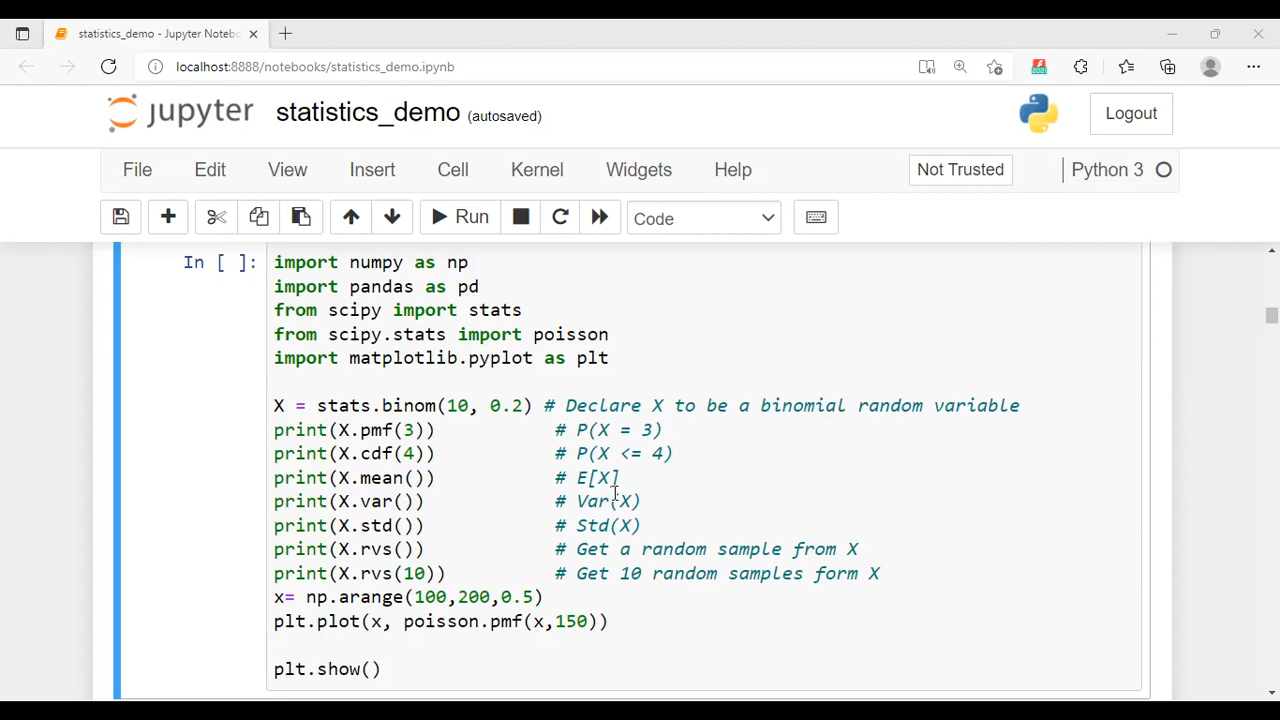 statistics_demo - Jupyter Notebo
localhost:8888/notebooks/statistics_demo.ipynb
jupyter statistics_demo (autosaved) Logout
File Edit View Insert Cell Kernel Widgets Help Not Trusted Python 3
Run Code
In [ ]: import numpy as np
import pandas as pd
from scipy import stats
from scipy.stats import poisson
import matplotlib.pyplot as plt
X = stats.binom(10, 0.2) # Declare X to be a binomial random variable
print(X.pmf(3)) # P(X = 3)
print(X.cdf(4)) # P(X <= 4)
print(X.mean()) # E[X]
print(X.var()) # Var(X)
print(X.std()) # Std(X)
print(X.rvs()) # Get a random sample from X
print(X.rvs(10)) # Get 10 random samples form X
x= np.arange(100,200,0.5)
plt.plot(x, poisson.pmf(x,150))
plt.show()